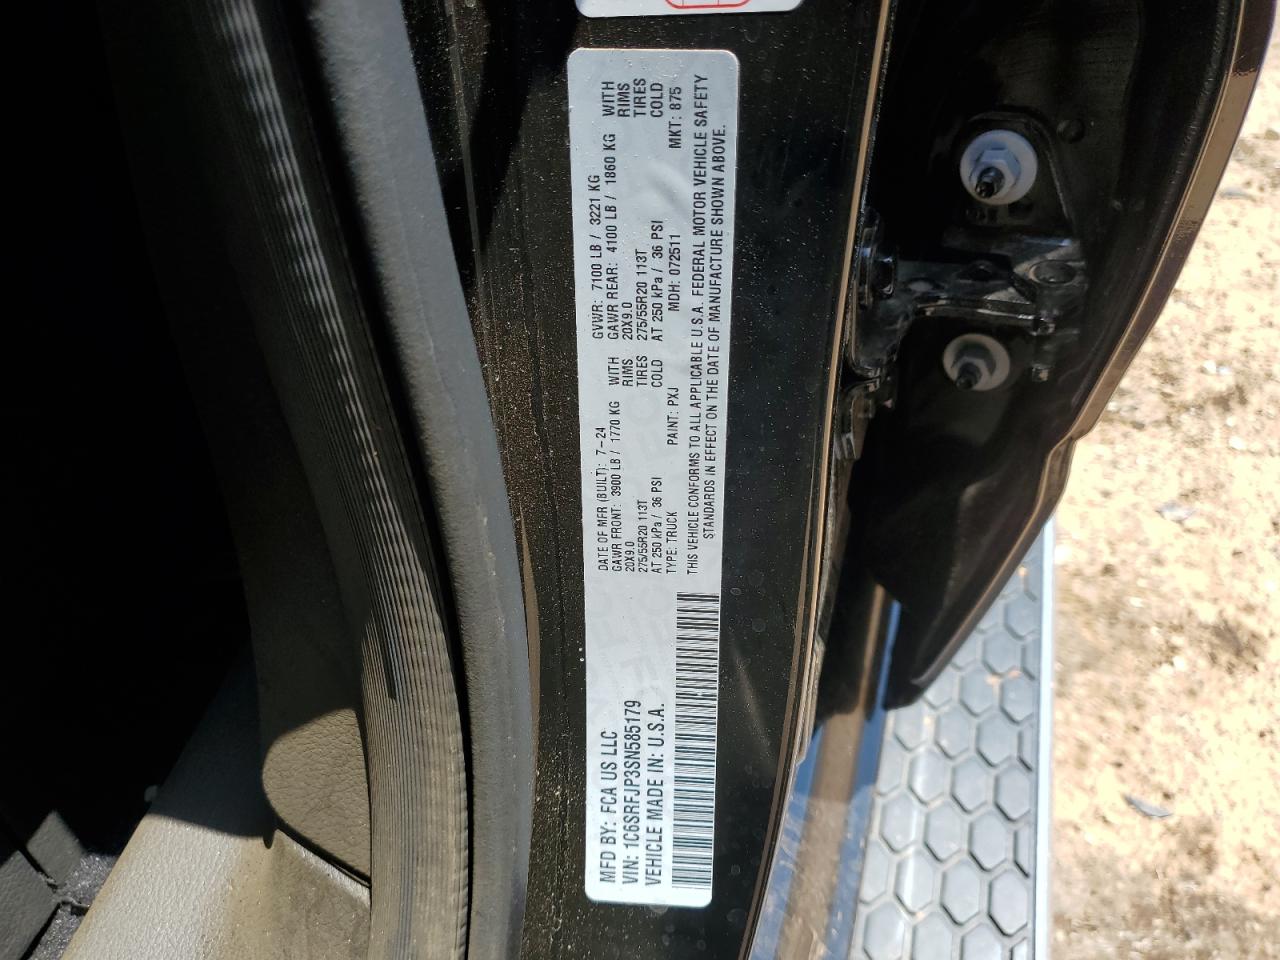 MFD BY: FCA US LLC
VIN: 1C6SRFJP3SN585179
VEHICLE MADE IN: U.S.A.
DATE OF MFR (BUILT): 7-24 GVWR: 7100 LB / 3221 KG
GAWR FRONT: 3900 LB / 1770 KG WITH GAWR REAR: 4100 LB / 1860 KG WITH
20X9.0 RIMS 20X9.0 RIMS
275/55R20 113T TIRES 275/55R20 113T TIRES
AT 250 kPa / 36 PSI COLD AT 250 kPa / 36 PSI COLD
TYPE: TRUCK PAINT: PXJ MDH: 072511 MKT: 875
THIS VEHICLE CONFORMS TO ALL APPLICABLE U.S.A. FEDERAL MOTOR VEHICLE SAFETY
STANDARDS IN EFFECT ON THE DATE OF MANUFACTURE SHOWN ABOVE.